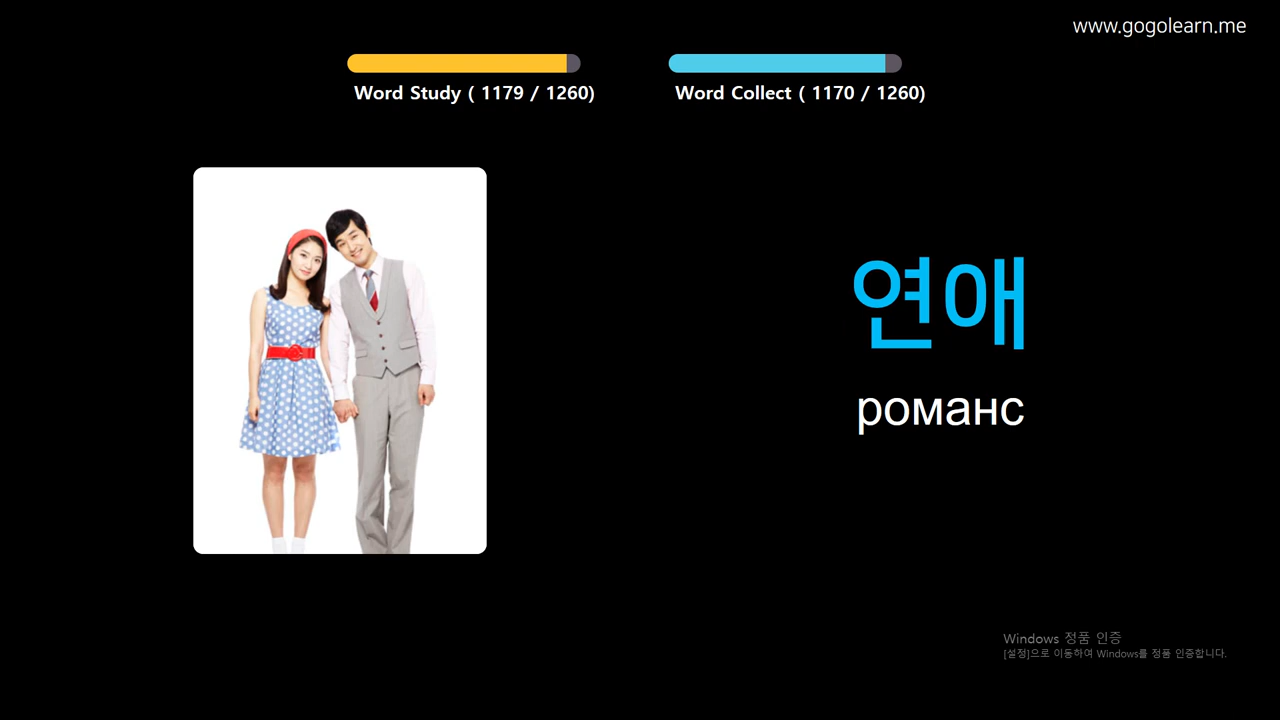 www.gogolearn.me
Word Study ( 1179 / 1260)
Word Collect ( 1170 / 1260)
연애
романс
Windows 정품 인증
[설정]으로 이동하여 Windows를 정품 인증합니다.